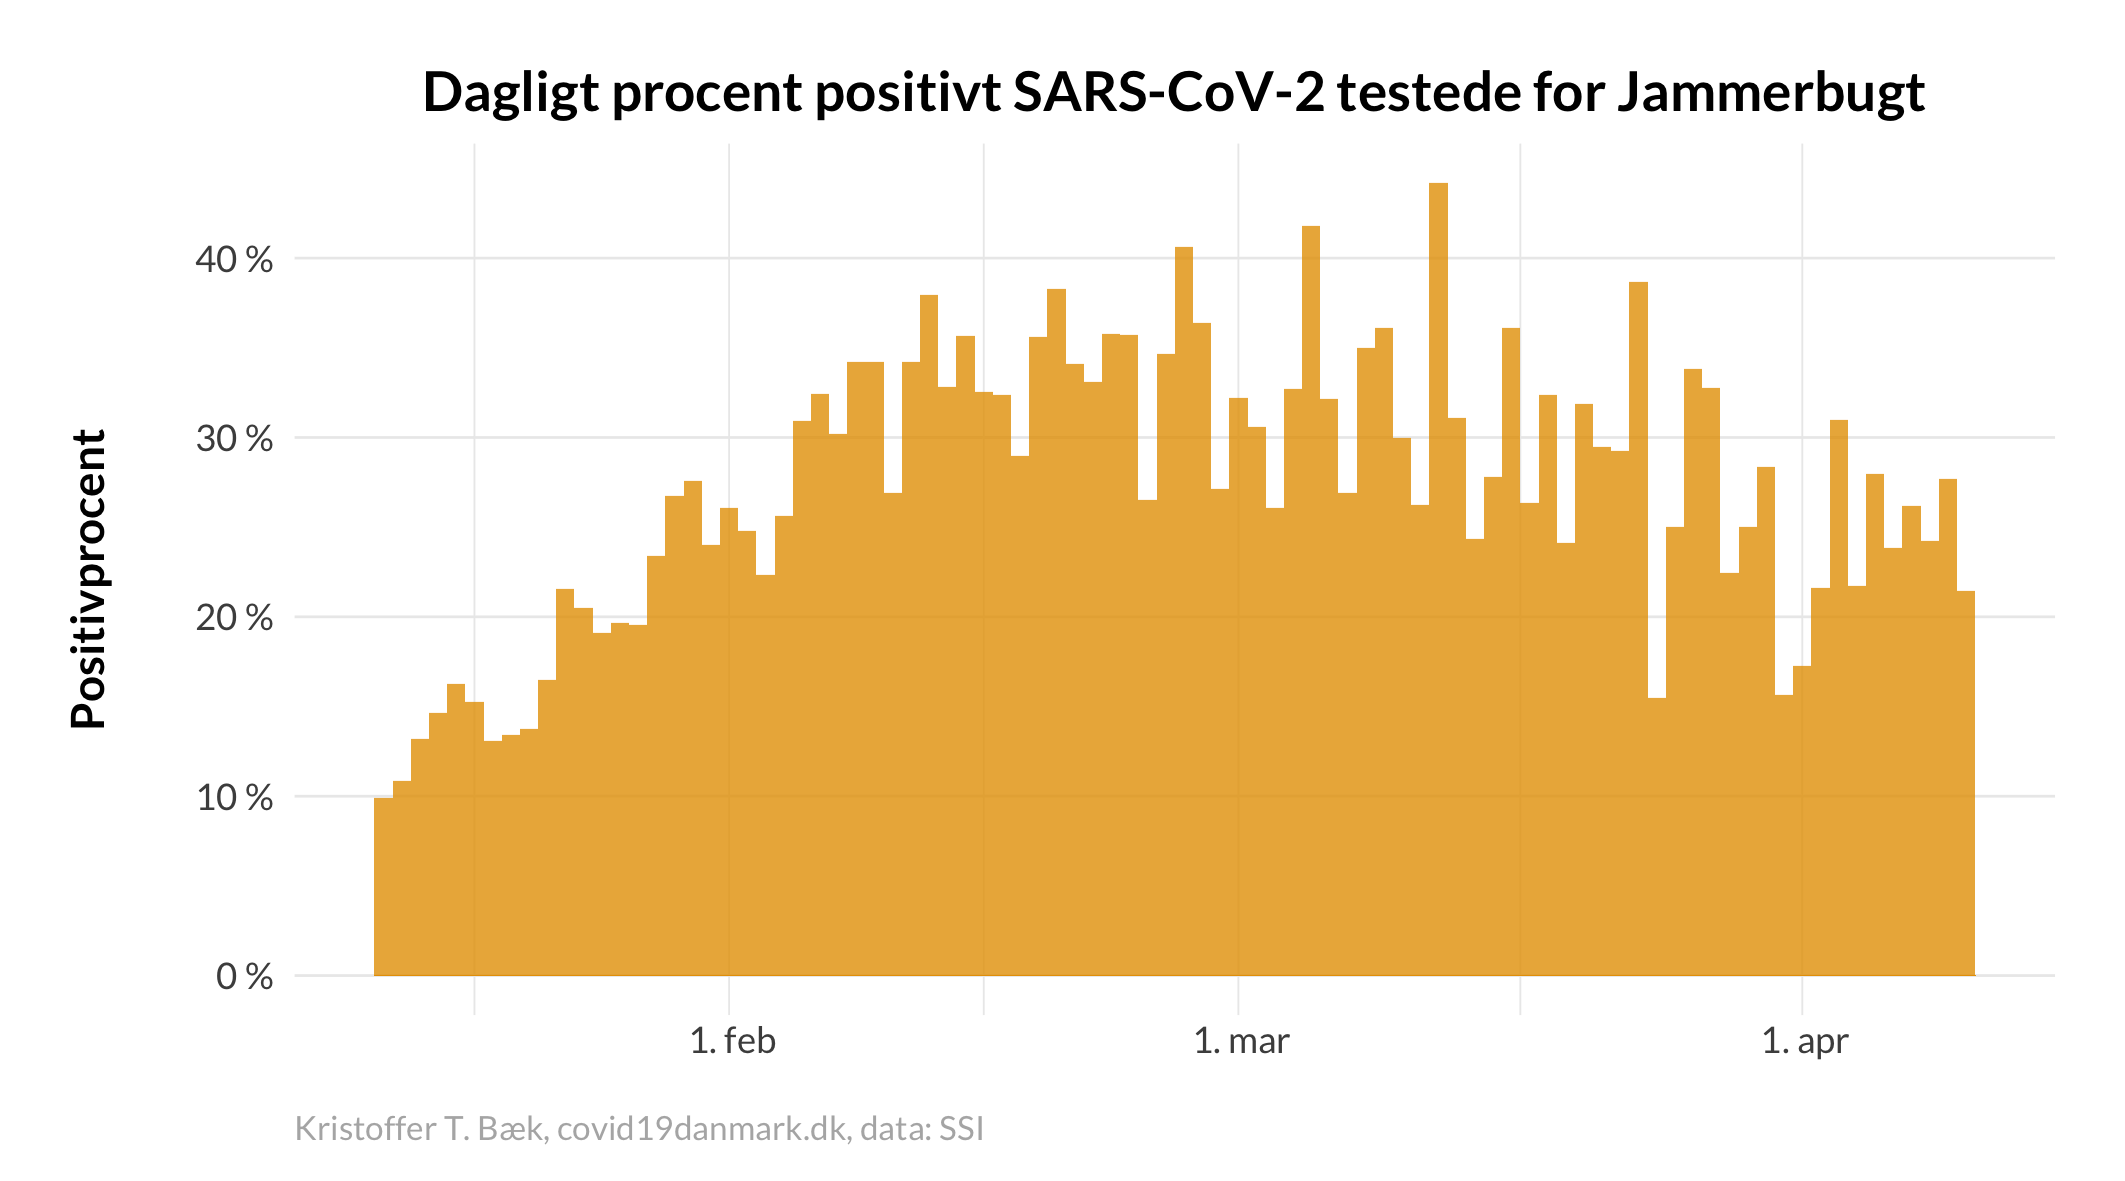 Dagligt procent positivt SARS-CoV-2 testede for Jammerbugt
Positivprocent
40 %
30 %
20 %
10 %
0 %
1. feb
1. mar
1. apr
Kristoffer T. Bæk, covid19danmark.dk, data: SSI